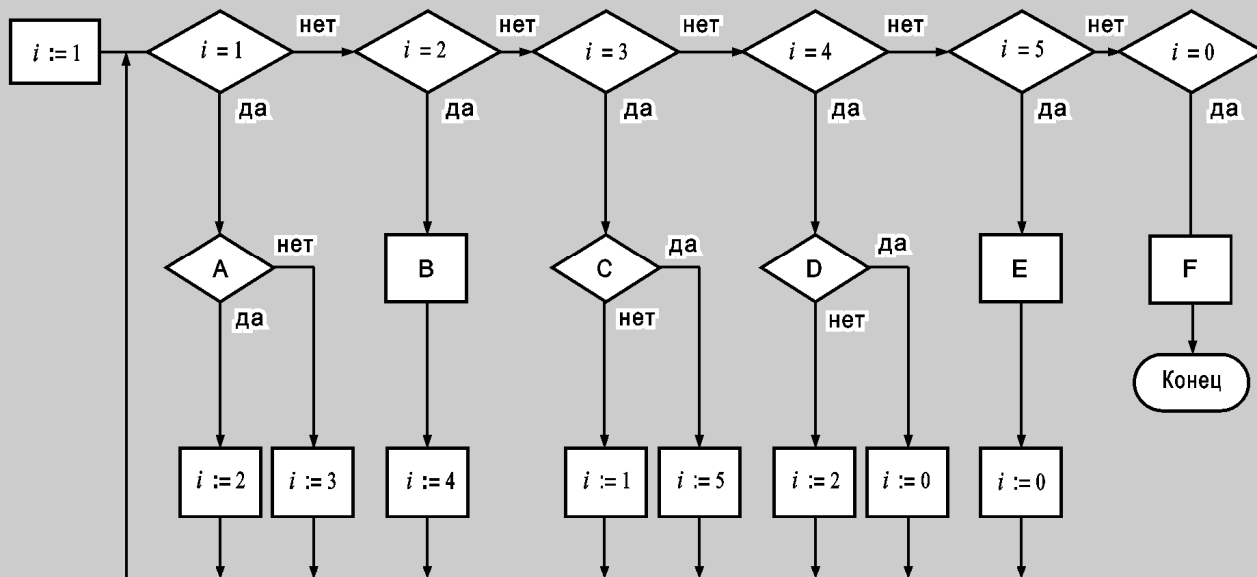 нет нет нет нет нет
i := 1 i = 1 i = 2 i = 3 i = 4 i = 5 i = 0
да да да да да да
нет да да
A B C D E F
да нет нет
Конец
i := 2 i := 3 i := 4 i := 1 i := 5 i := 2 i := 0 i := 0